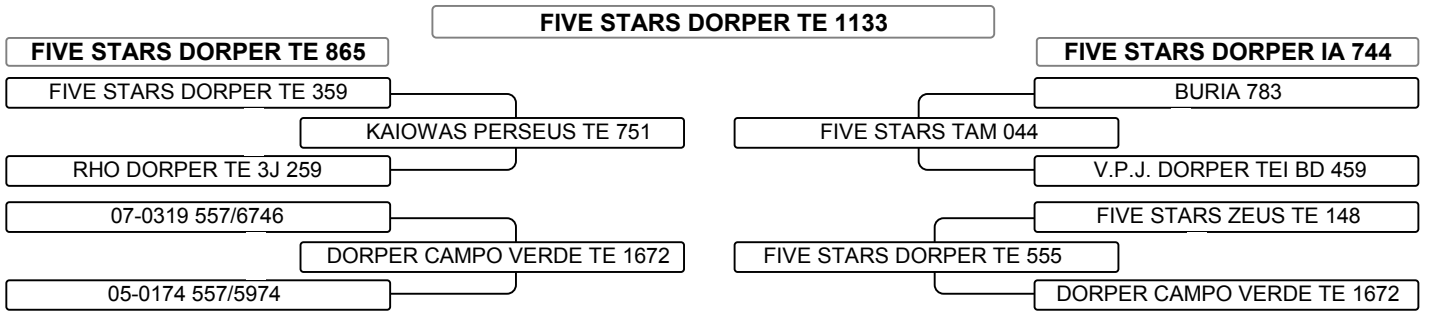 FIVE STARS DORPER TE 1133
FIVE STARS DORPER TE 865
FIVE STARS DORPER IA 744
FIVE STARS DORPER TE 359
BURIA 783
KAIOWAS PERSEUS TE 751
FIVE STARS TAM 044
RHO DORPER TE 3J 259
V.P.J. DORPER TEI BD 459
07-0319 557/6746
FIVE STARS ZEUS TE 148
DORPER CAMPO VERDE TE 1672
FIVE STARS DORPER TE 555
05-0174 557/5974
DORPER CAMPO VERDE TE 1672